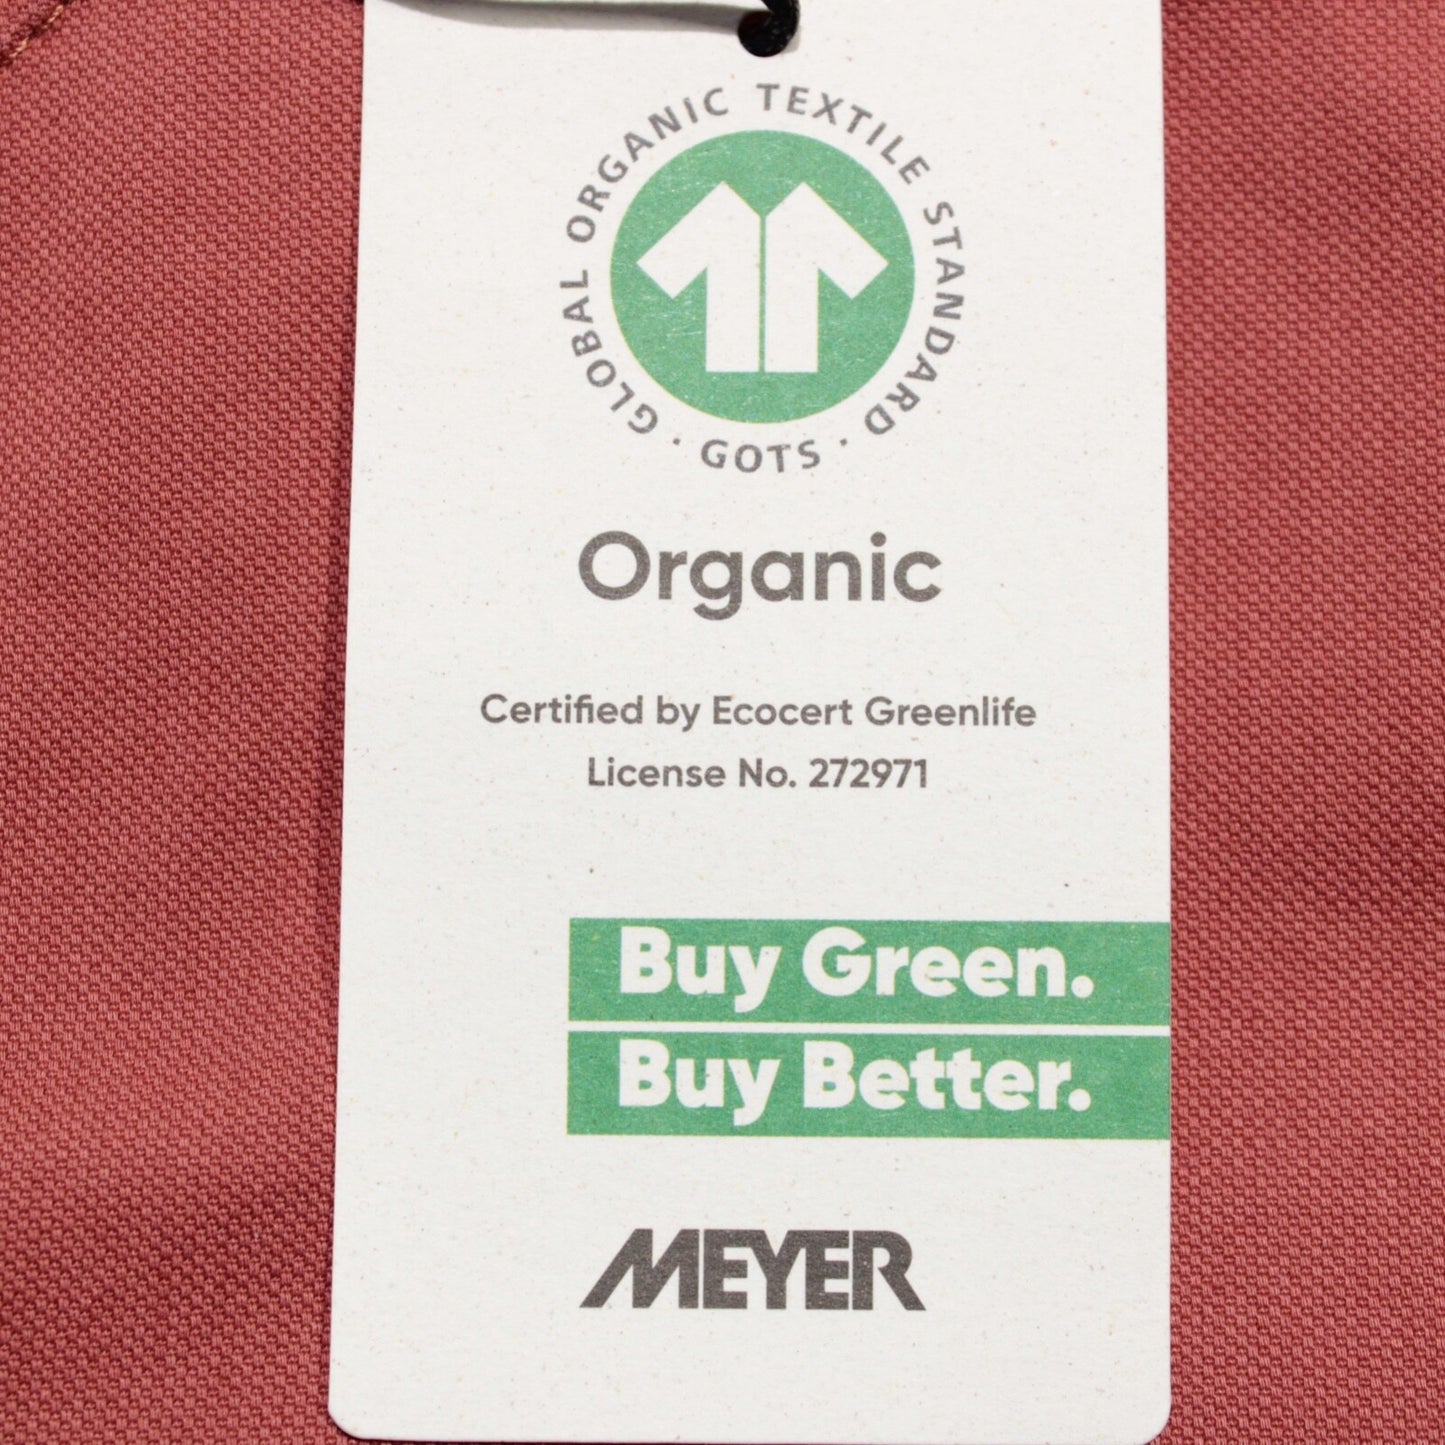 GLOBAL ORGANIC TEXTILE STANDARD · GOTS ·
Organic
Certified by Ecocert Greenlife
License No. 272971
Buy Green.
Buy Better.
MEYER